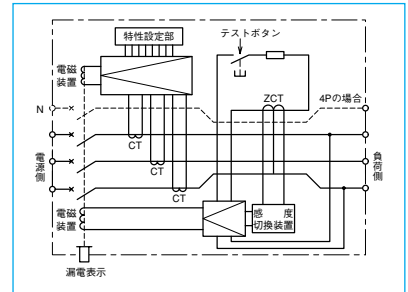 特性設定部
テストボタン
電磁
装置
ZCT
4Pの場合
N
CT
CT
CT
電源側
負荷側
電磁
装置
感度
切換装置
漏電表示